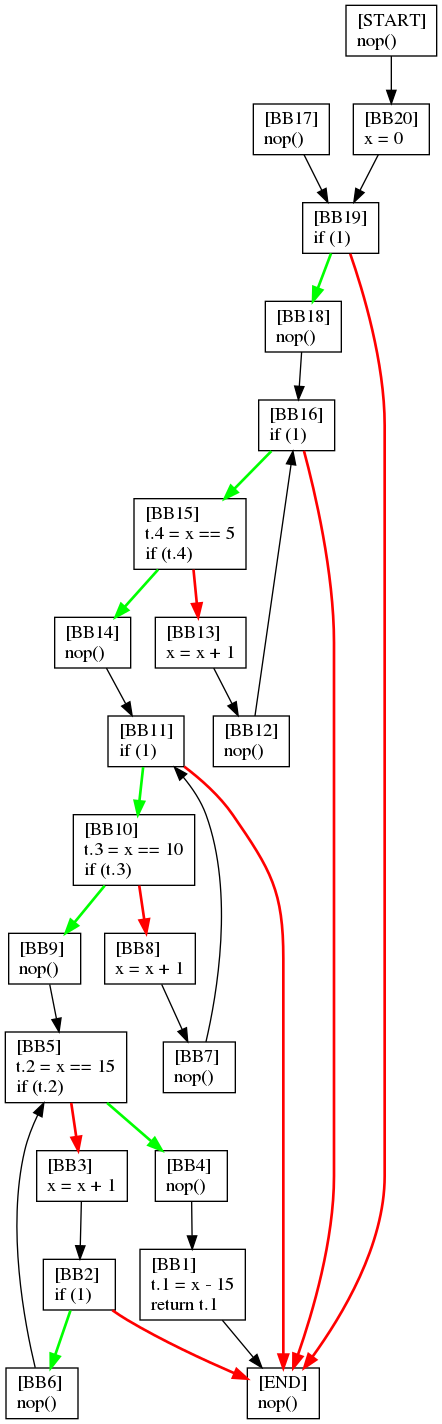 [START]
nop()
[BB17]
nop()
[BB20]
x = 0
[BB19]
if (1)
[BB18]
nop()
[BB16]
if (1)
[BB15]
t.4 = x == 5
if (t.4)
[BB14]
nop()
[BB13]
x = x + 1
[BB11]
if (1)
[BB12]
nop()
[BB10]
t.3 = x == 10
if (t.3)
[BB9]
nop()
[BB8]
x = x + 1
[BB5]
t.2 = x == 15
if (t.2)
[BB7]
nop()
[BB3]
x = x + 1
[BB4]
nop()
[BB2]
if (1)
[BB1]
t.1 = x - 15
return t.1
[BB6]
nop()
[END]
nop()